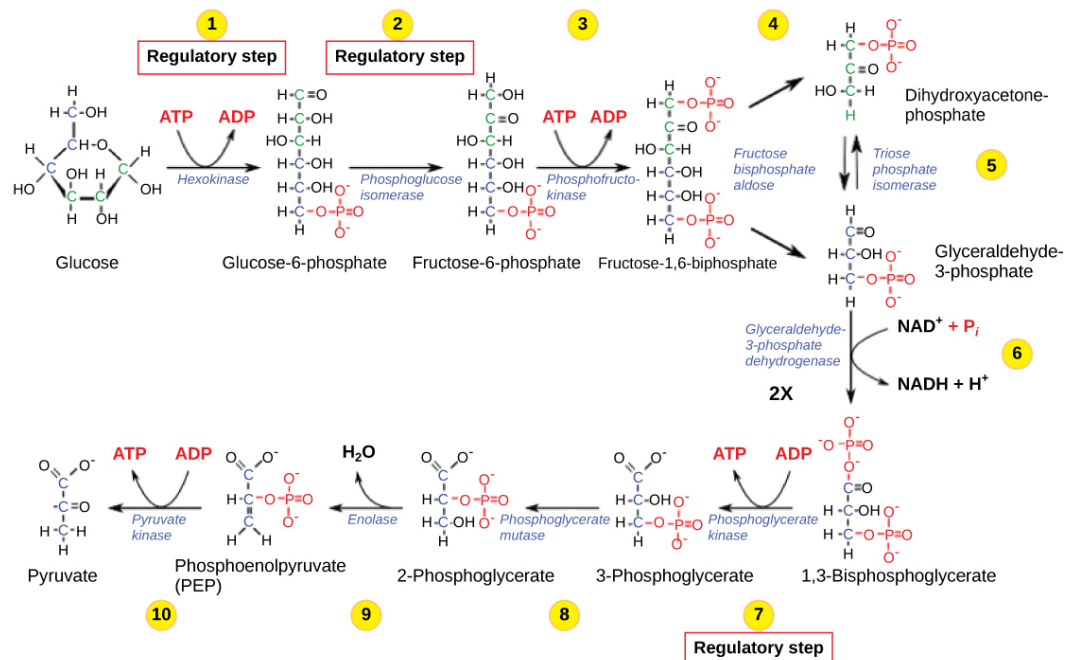 1
Regulatory step
2
Regulatory step
3
4
ATP
ADP
Hexokinase
Phosphoglucose
isomerase
ATP
ADP
Phosphofructo-
kinase
Fructose
bisphosphate
aldose
Triose
phosphate
isomerase
5
Dihydroxyacetone-
phosphate
Glucose
Glucose-6-phosphate
Fructose-6-phosphate
Fructose-1,6-biphosphate
Glyceraldehyde-
3-phosphate
Glyceraldehyde-
3-phosphate
dehydrogenase
NAD⁺ + Pᵢ
6
NADH + H⁺
2X
ATP
ADP
Pyruvate
kinase
H₂O
Enolase
Phosphoglycerate
mutase
ATP
ADP
Phosphoglycerate
kinase
Pyruvate
Phosphoenolpyruvate
(PEP)
2-Phosphoglycerate
3-Phosphoglycerate
1,3-Bisphosphoglycerate
10
9
8
7
Regulatory step